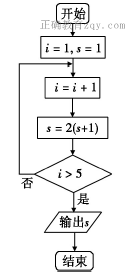 开始
i = 1, s = 1
i = i + 1
s = 2(s+1)
i > 5
否
是
输出s
结束